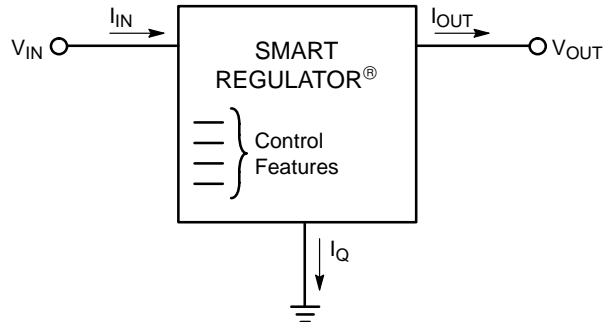 I_IN
I_OUT
V_IN
V_OUT
SMART
REGULATOR®
Control
Features
I_Q